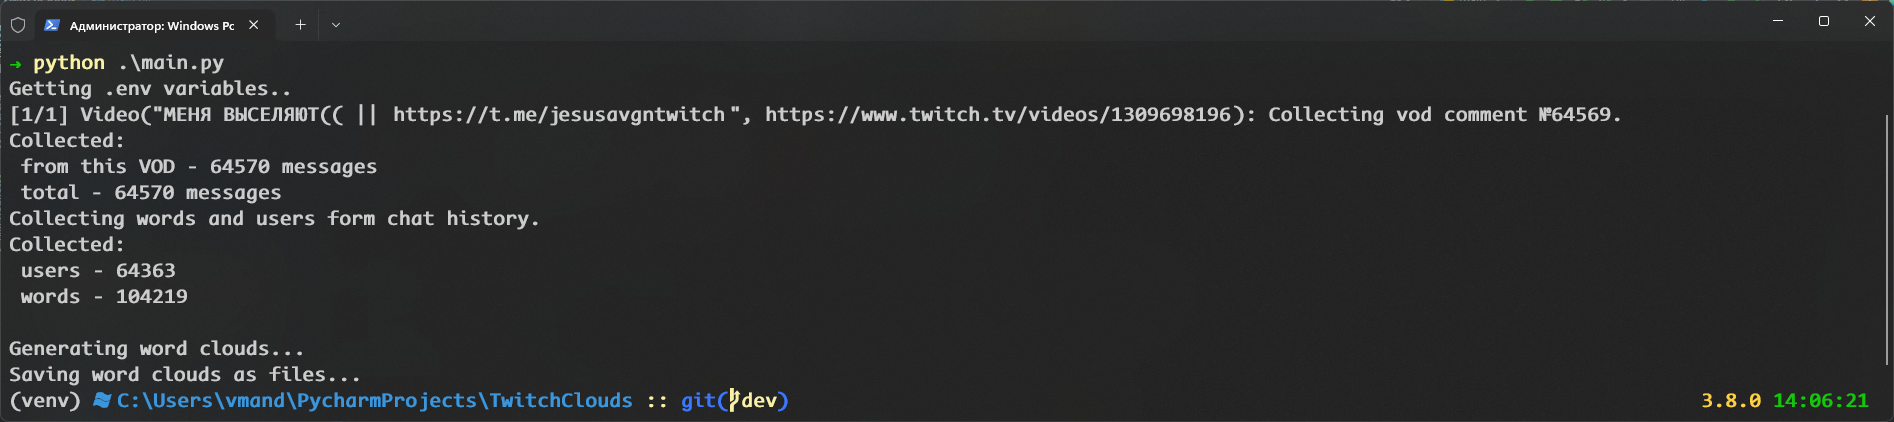 Администратор: Windows Pc
→ python .\main.py
Getting .env variables..
[1/1] Video("МЕНЯ ВЫСЕЛЯЮТ(( || https://t.me/jesusavgntwitch", https://www.twitch.tv/videos/1309698196): Collecting vod comment №64569.
Collected:
from this VOD - 64570 messages
total - 64570 messages
Collecting words and users form chat history.
Collected:
users - 64363
words - 104219
Generating word clouds...
Saving word clouds as files...
(venv) C:\Users\vmand\PycharmProjects\TwitchClouds :: git(dev) 3.8.0 14:06:21